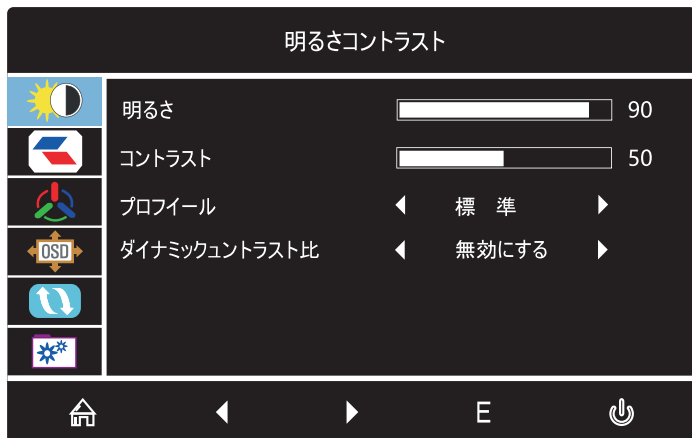 明るさコントラスト
明るさ 90
コントラスト 50
プロフイール 標 準
ダイナミックュントラスト比 無効にする
OSD
E